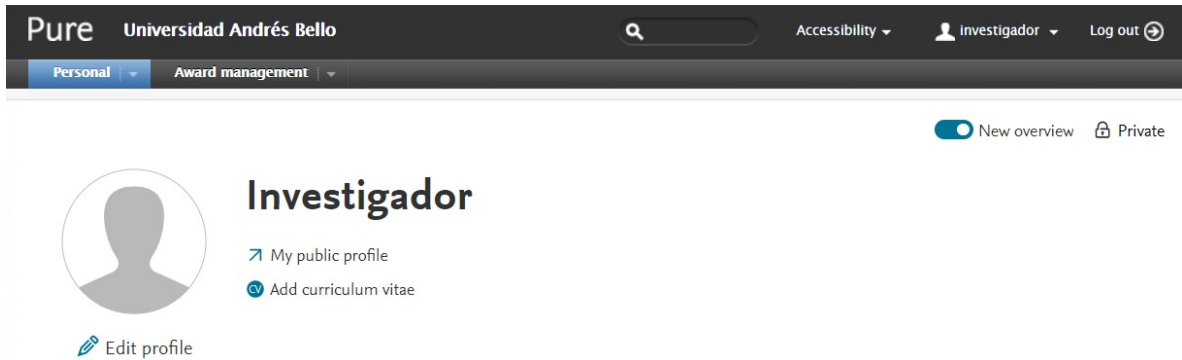 Pure Universidad Andrés Bello Accessibility investigador Log out
Personal Award management
New overview Private
Investigador
My public profile
CV Add curriculum vitae
Edit profile